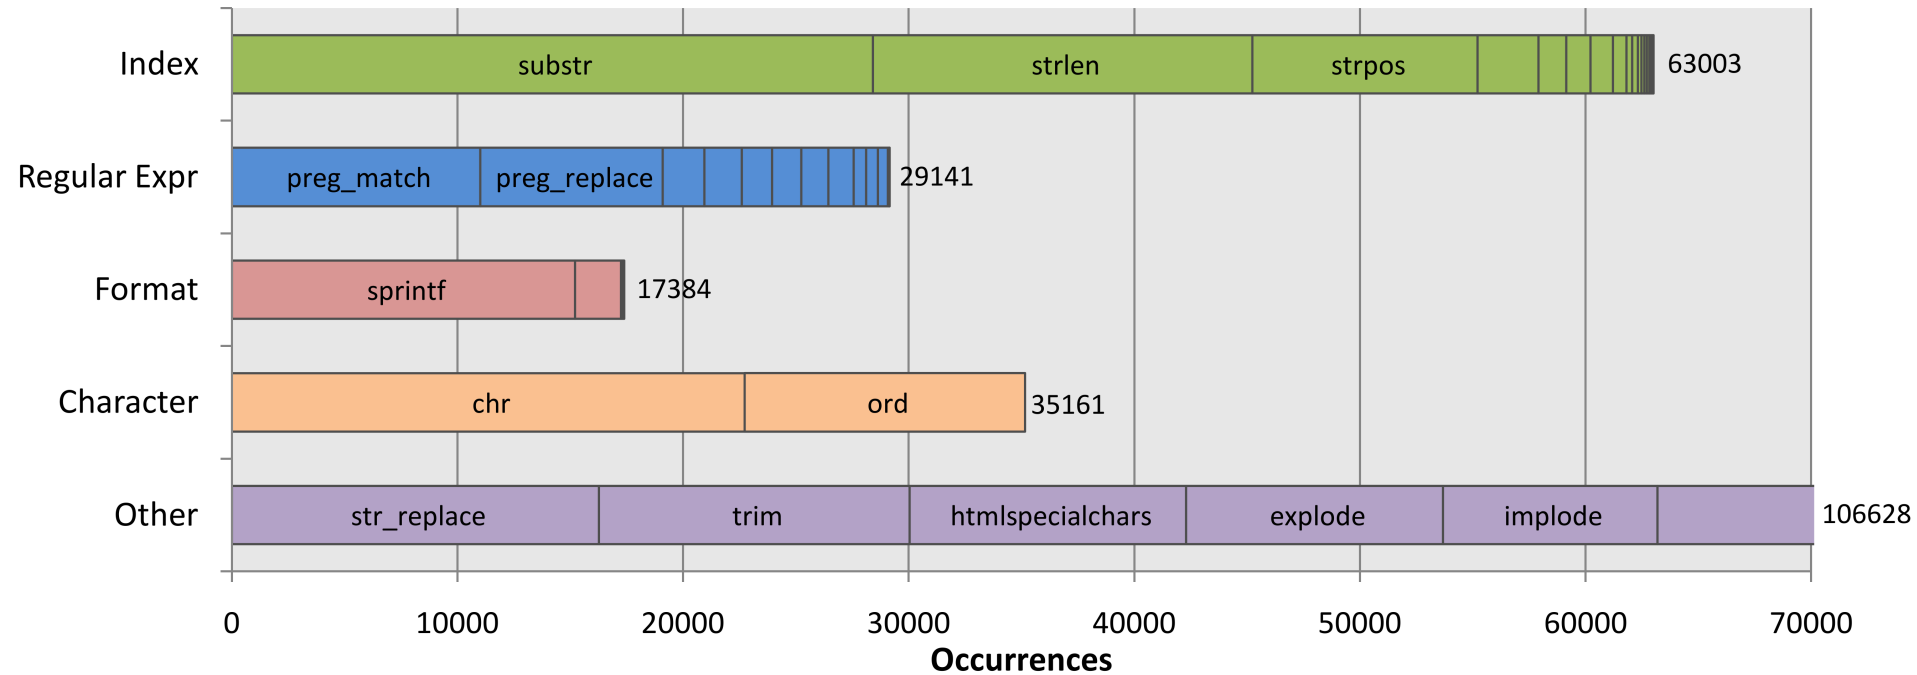 Index substr strlen strpos 63003
Regular Expr preg_match preg_replace 29141
Format sprintf 17384
Character chr ord 35161
Other str_replace trim htmlspecialchars explode implode 106628
0 10000 20000 30000 40000 50000 60000 70000
Occurrences